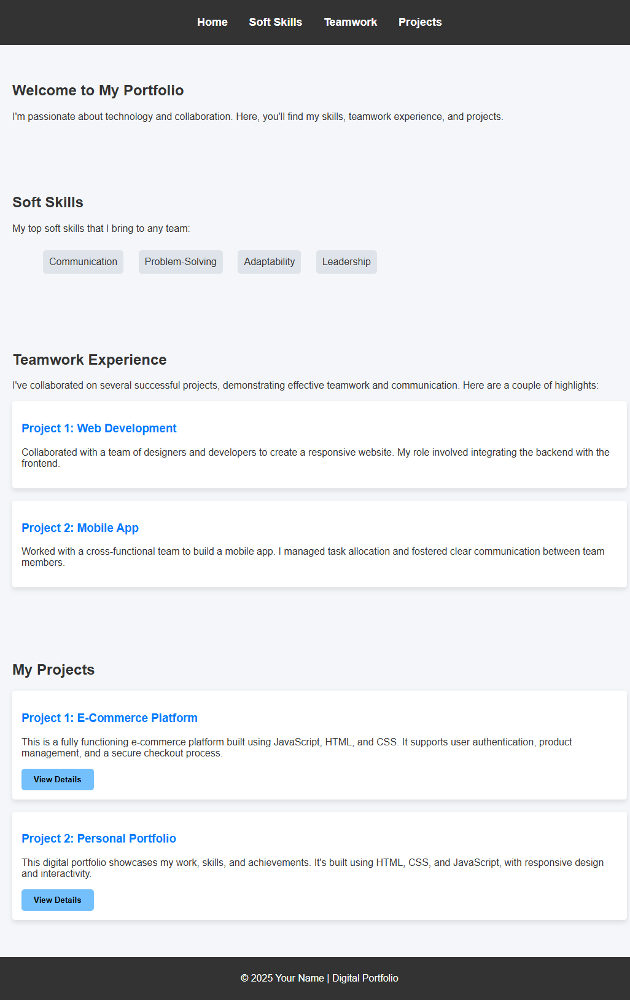 Home Soft Skills Teamwork Projects
Welcome to My Portfolio
I'm passionate about technology and collaboration. Here, you'll find my skills, teamwork experience, and projects.
Soft Skills
My top soft skills that I bring to any team:
Communication Problem-Solving Adaptability Leadership
Teamwork Experience
I've collaborated on several successful projects, demonstrating effective teamwork and communication. Here are a couple of highlights:
Project 1: Web Development
Collaborated with a team of designers and developers to create a responsive website. My role involved integrating the backend with the
frontend.
Project 2: Mobile App
Worked with a cross-functional team to build a mobile app. I managed task allocation and fostered clear communication between team
members.
My Projects
Project 1: E-Commerce Platform
This is a fully functioning e-commerce platform built using JavaScript, HTML, and CSS. It supports user authentication, product
management, and a secure checkout process.
View Details
Project 2: Personal Portfolio
This digital portfolio showcases my work, skills, and achievements. It's built using HTML, CSS, and JavaScript, with responsive design
and interactivity.
View Details
© 2025 Your Name | Digital Portfolio